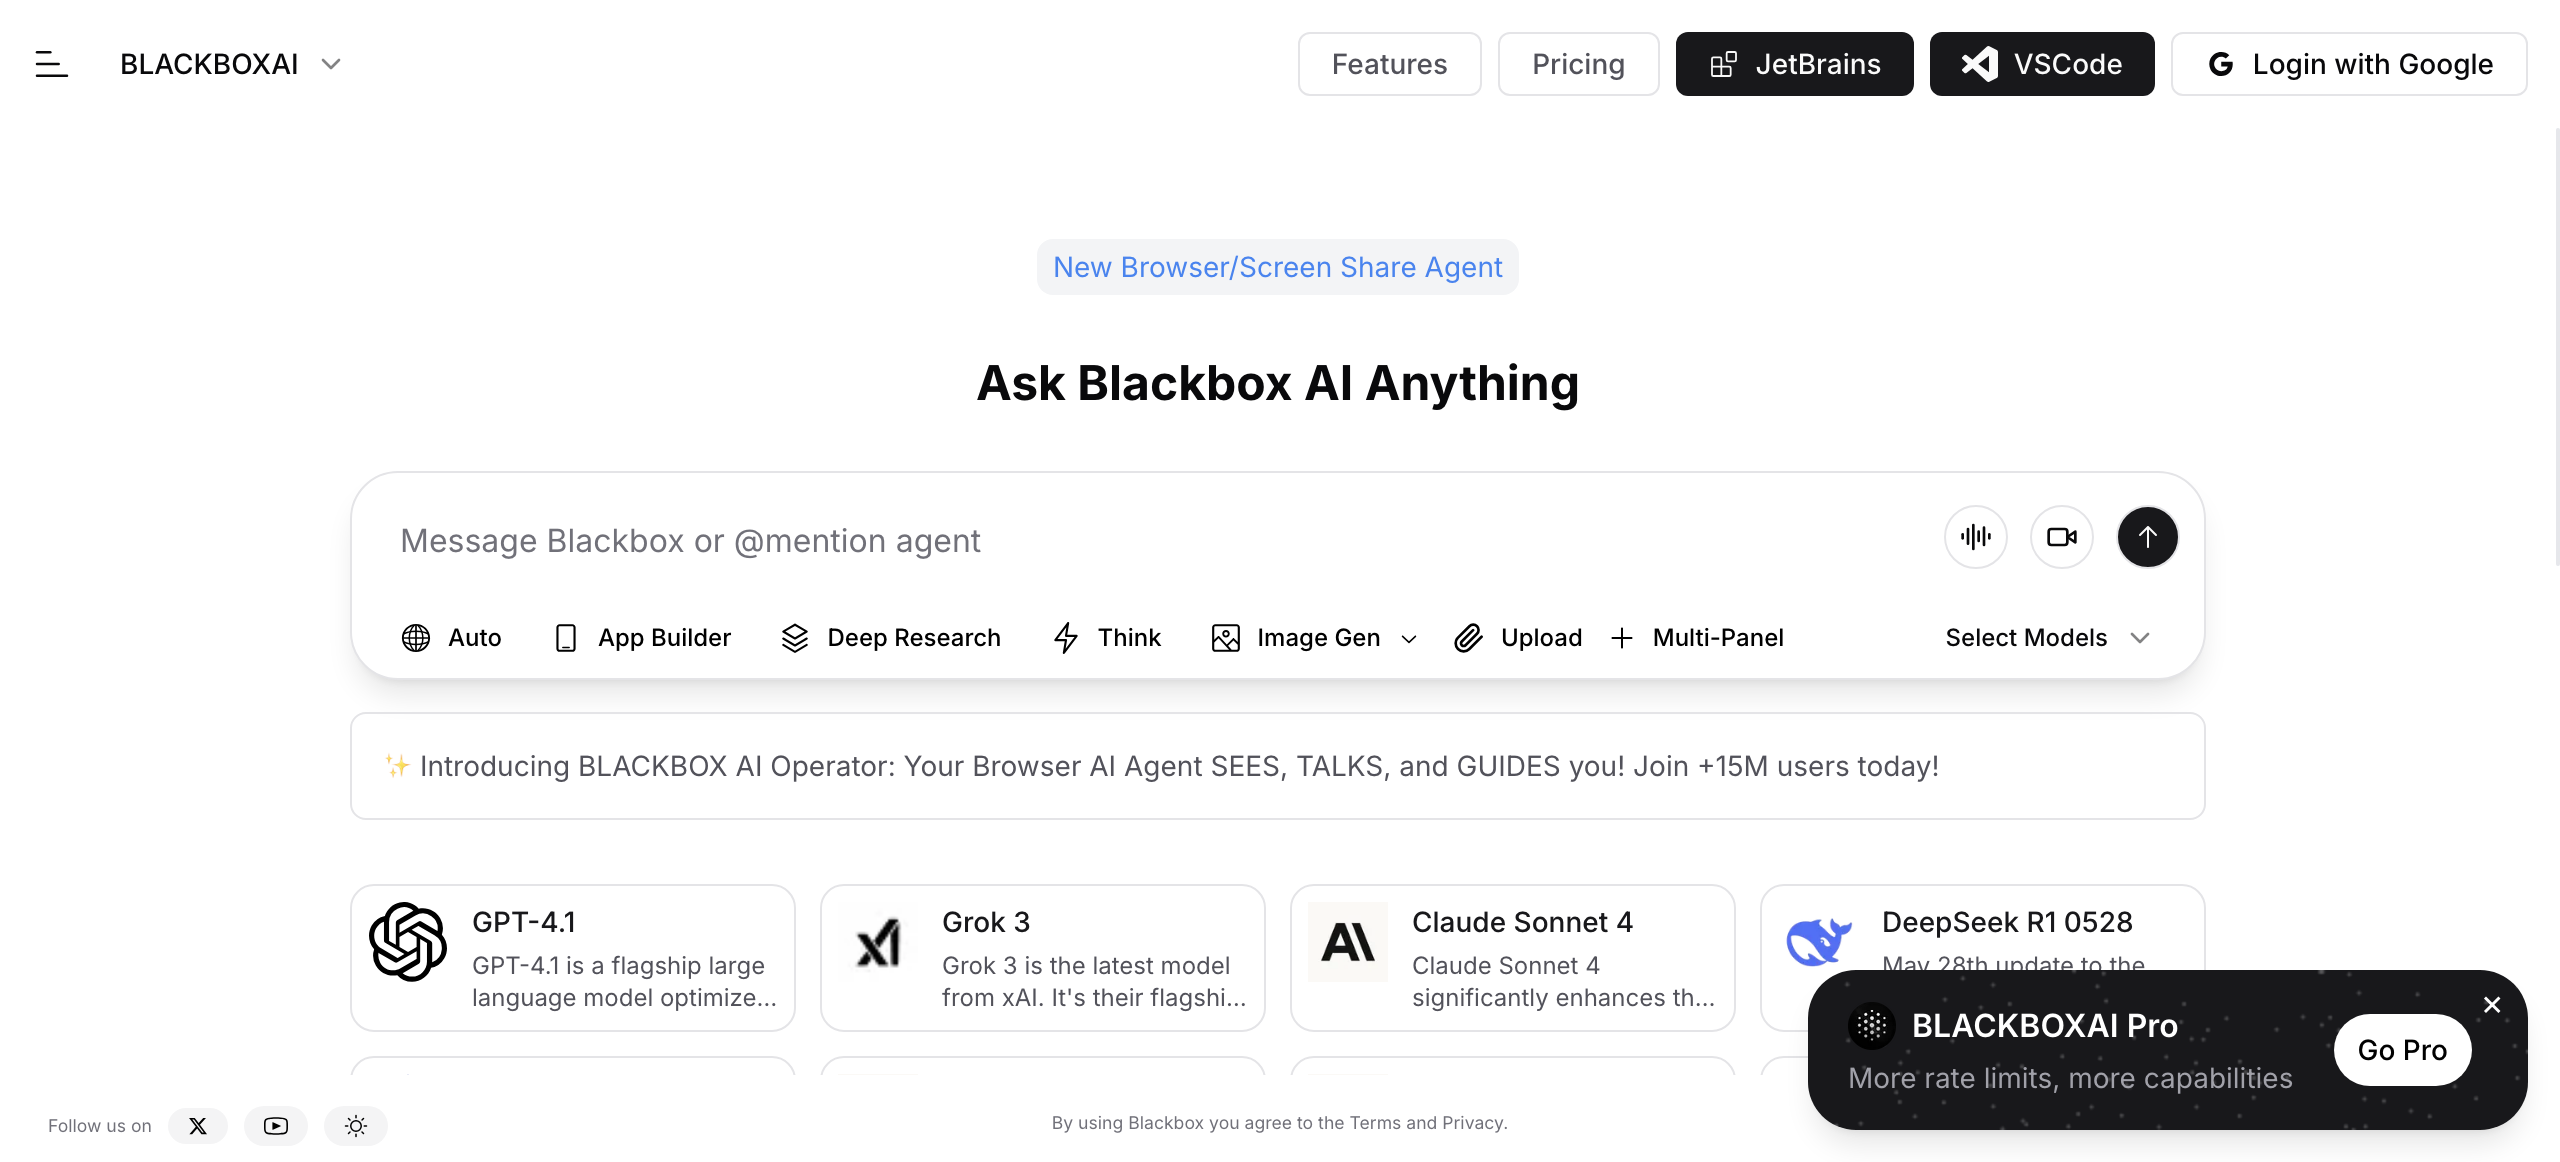 BLACKBOXAI
Features
Pricing
JetBrains
VSCode
Login with Google
New Browser/Screen Share Agent
Ask Blackbox AI Anything
Message Blackbox or @mention agent
Auto
App Builder
Deep Research
Think
Image Gen
Upload
Multi-Panel
Select Models
✨ Introducing BLACKBOX AI Operator: Your Browser AI Agent SEES, TALKS, and GUIDES you! Join +15M users today!
GPT-4.1
GPT-4.1 is a flagship large
language model optimize...
Grok 3
Grok 3 is the latest model
from xAI. It's their flagshi...
Claude Sonnet 4
Claude Sonnet 4
significantly enhances th...
DeepSeek R1 0528
May 28th update to the
BLACKBOXAI Pro
More rate limits, more capabilities
Go Pro
Follow us on
By using Blackbox you agree to the Terms and Privacy.